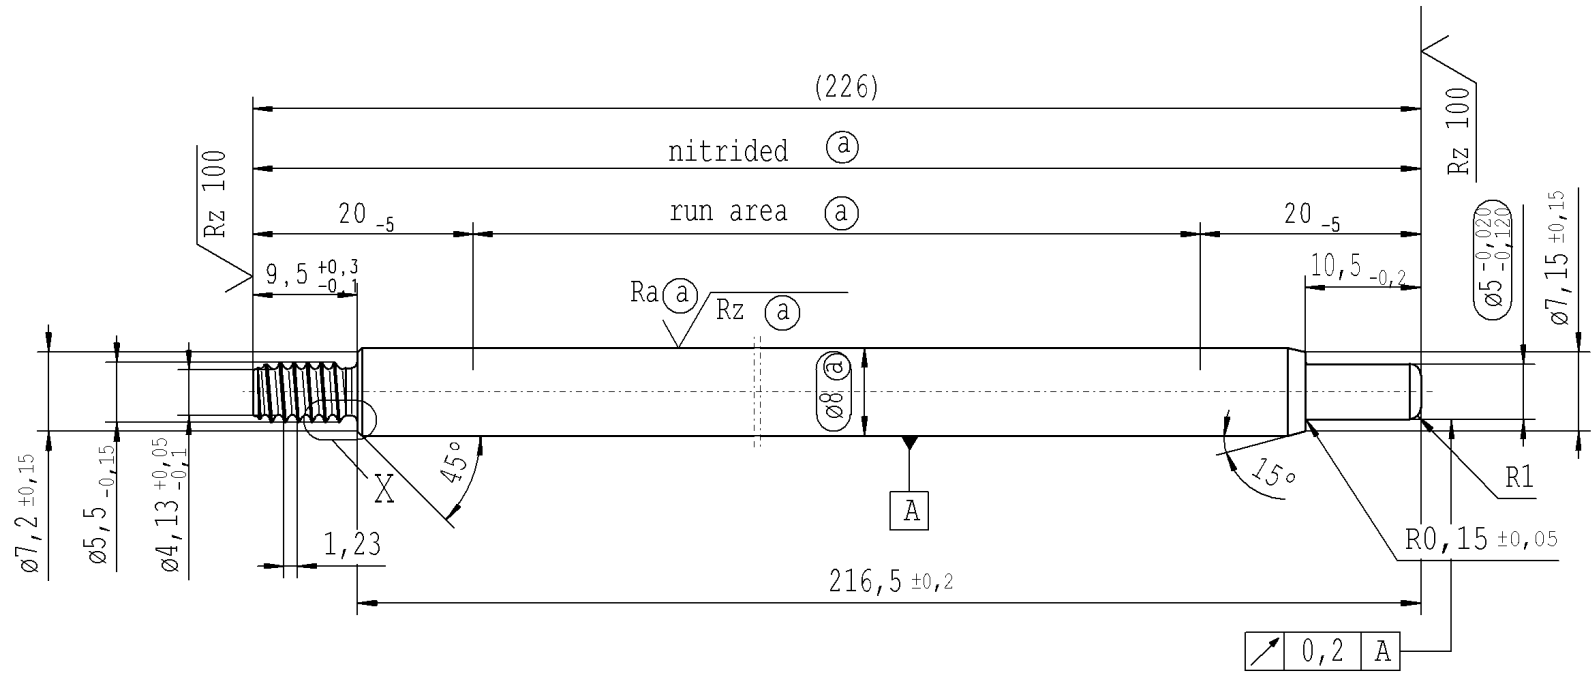 (226)
nitrided a
20 -5
run area a
20 -5
Rz 100
Rz 100
9,5 +0,3 -0,1
10,5 -0,2
ø5 -0,020 -0,120
ø7,15 ±0,15
Ra a
Rz a
ø8 a
ø7,2 ±0,15
ø5,5 -0,15
ø4,13 +0,05 -0,1
X
45°
A
15°
R1
1,23
R0,15 ±0,05
216,5 ±0,2
0,2 A